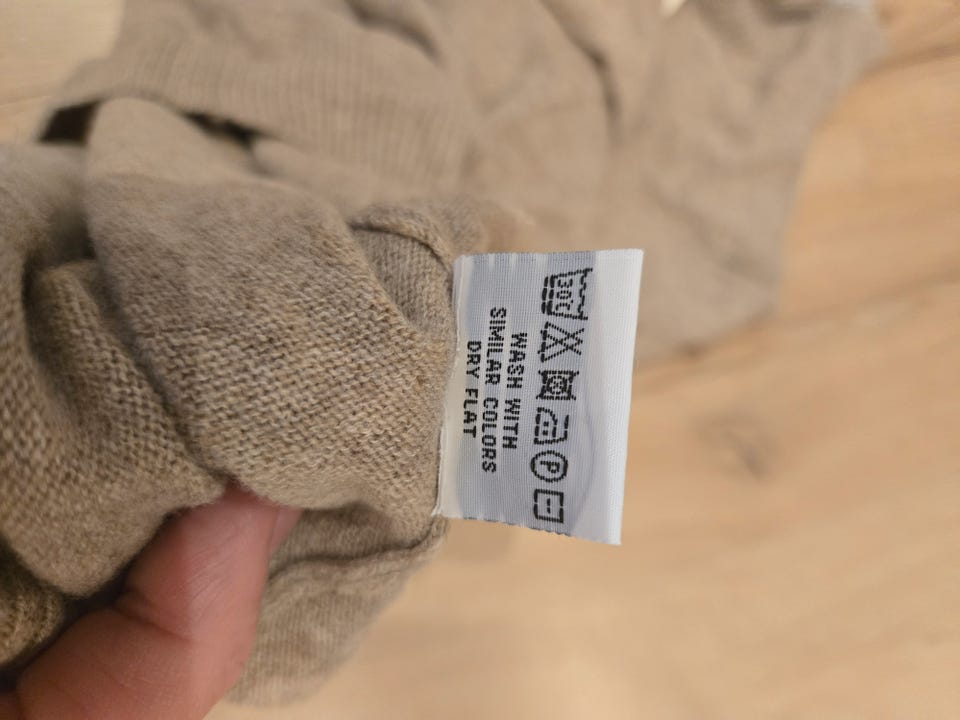 30°C
P
WASH WITH
SIMILAR COLORS
DRY FLAT